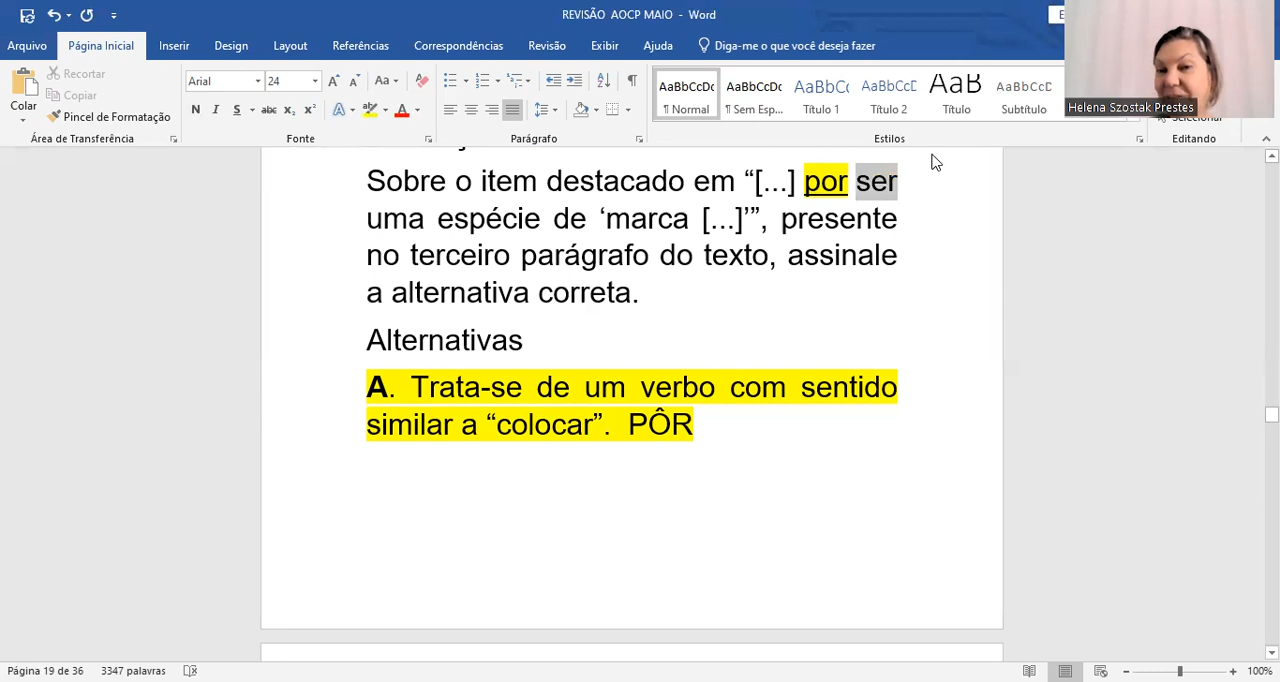 REVISÃO AOCP MAIO - Word
Arquivo Página Inicial Inserir Design Layout Referências Correspondências Revisão Exibir Ajuda Diga-me o que você deseja fazer
Colar
Recortar
Copiar
Pincel de Formatação
Área de Transferência
Arial 24
N I S abc x₂ x²
Fonte
Parágrafo
AaBbCcDc AaBbCcDc AaBbCc AaBbCcD AaB AaBbCcD
¶ Normal ¶ Sem Esp... Título 1 Título 2 Título Subtítulo
Estilos
Editando
Helena Szostak Prestes
Sobre o item destacado em “[...] por ser
uma espécie de ‘marca [...]’”, presente
no terceiro parágrafo do texto, assinale
a alternativa correta.
Alternativas
A. Trata-se de um verbo com sentido
similar a “colocar”. PÔR
Página 19 de 36 3347 palavras
100%